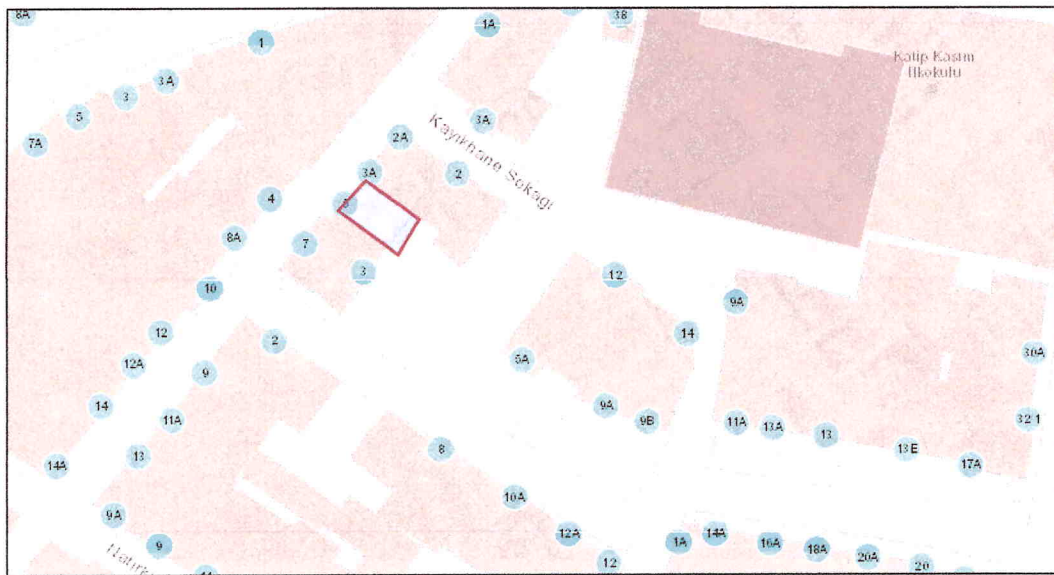 8A
1
1A
38
3A
3
5
7A
Katip Kasım
İlkokulu
Kayıkhane Sokağı
3A
2A
2
3A
5
4
8A
7
3
10
12
12
9A
14
12A
2
5A
9
14
11A
9A
9B
11A
13A
13
13E
30A
32 1
17A
13
14A
8
10A
9A
9
12A
12
1A
14A
16A
18A
20A
20
11